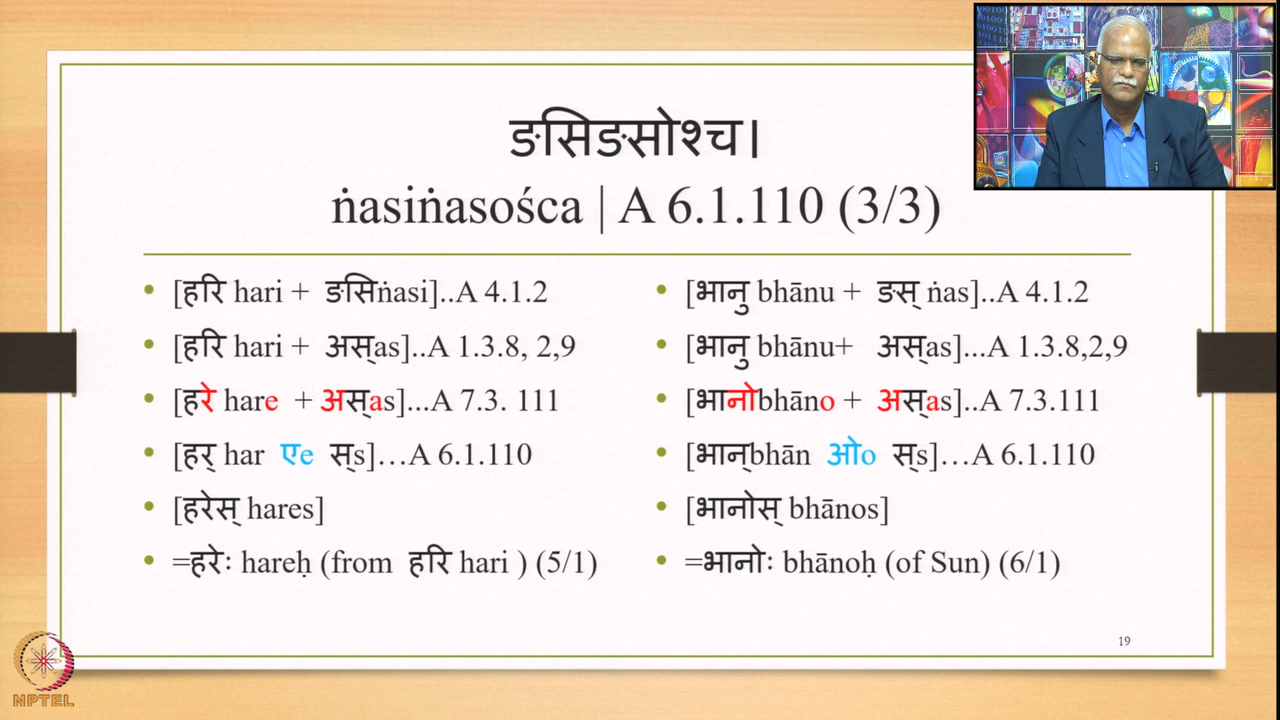 ङसिङसोश्च।
ṅasiṅasośca | A 6.1.110 (3/3)
• [हरि hari + ङसिṅasi]..A 4.1.2
• [हरि hari + अस्as]..A 1.3.8, 2,9
• [हरे hare + अस्as]...A 7.3. 111
• [हर् har एe स्s]…A 6.1.110
• [हरेस् hares]
• =हरेः hareḥ (from हरि hari ) (5/1)
• [भानु bhānu + ङस् ṅas]..A 4.1.2
• [भानु bhānu+ अस्as]...A 1.3.8,2,9
• [भानोbhāno + अस्as]..A 7.3.111
• [भान्bhān ओo स्s]…A 6.1.110
• [भानोस् bhānos]
• =भानोः bhānoḥ (of Sun) (6/1)
19
NPTEL